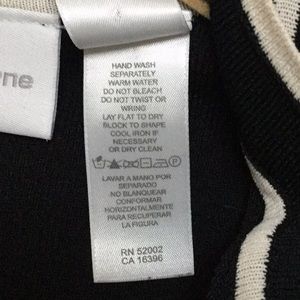 ne
HAND WASH
SEPARATELY
WARM WATER
DO NOT BLEACH
DO NOT TWIST OR
WRING
LAY FLAT TO DRY
BLOCK TO SHAPE
COOL IRON IF
NECESSARY
OR DRY CLEAN
LAVAR A MANO POR
SEPARADO
NO BLANQUEAR
CONFORMAR
HORIZONTALMENTE
PARA RECUPERAR
LA FIGURA
RN 52002
CA 16396